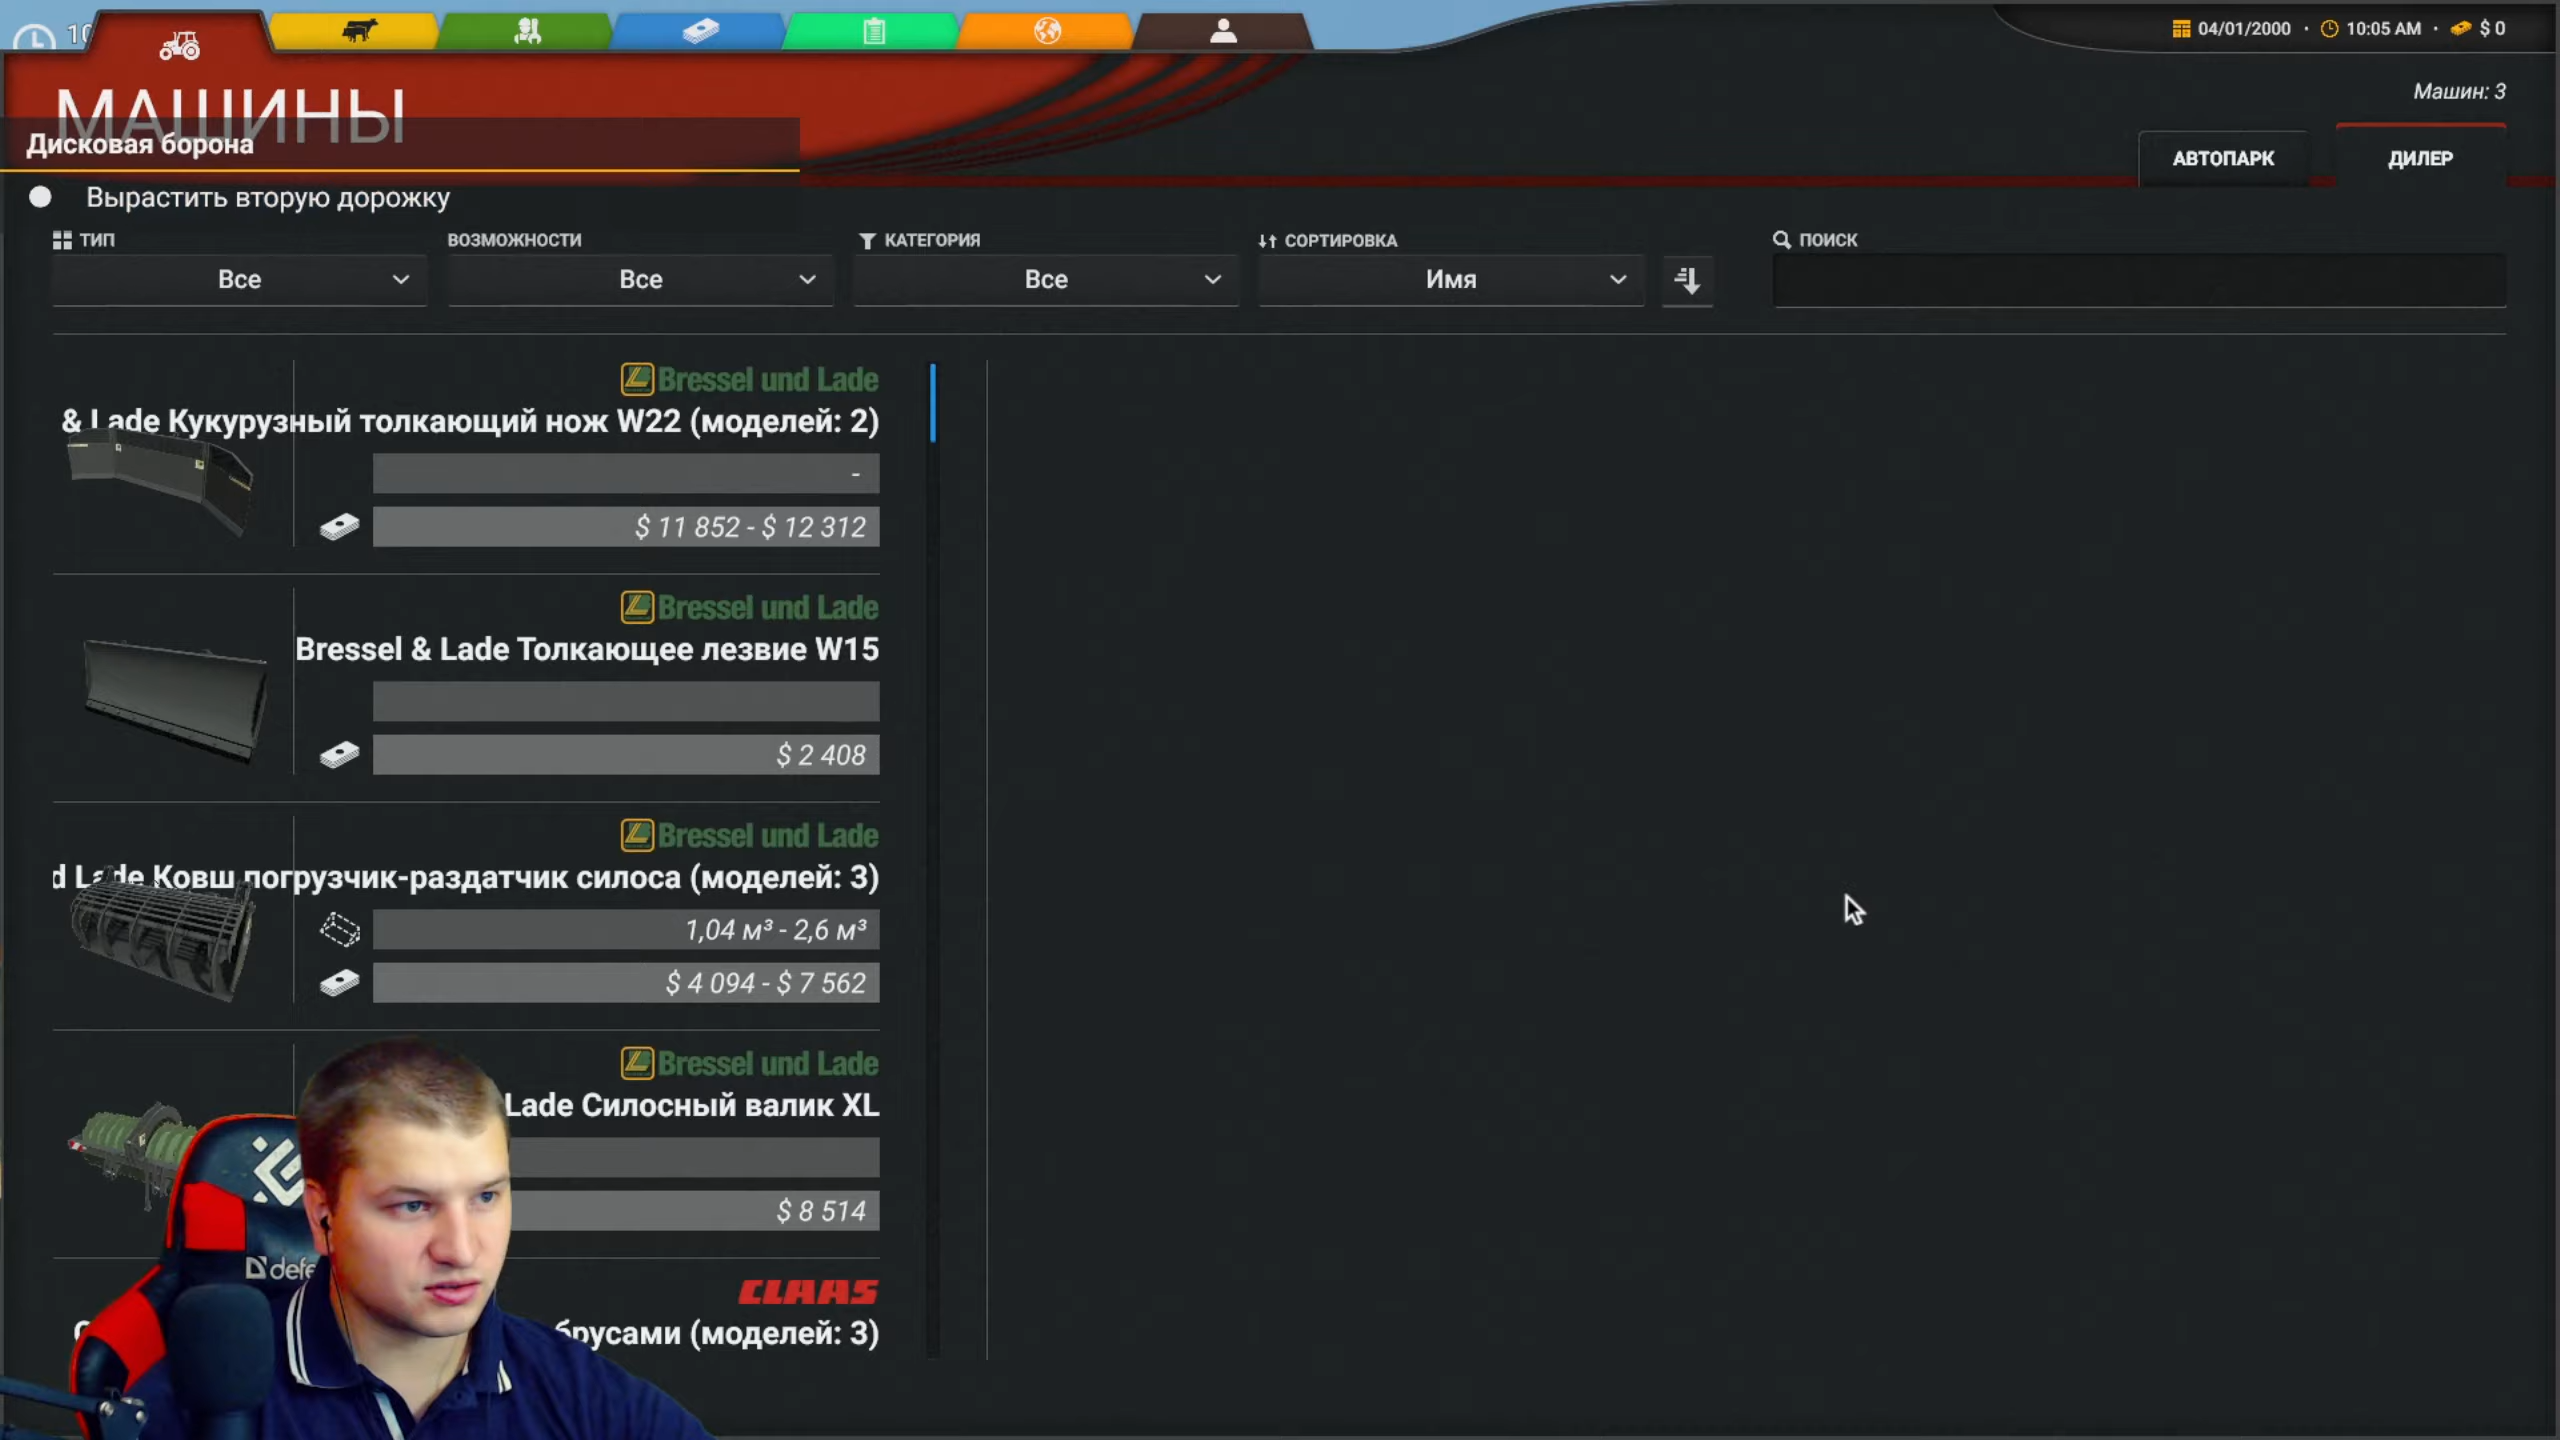 10
04/01/2000 · 10:05 AM · $ 0
МАШИНЫ
Машин: 3
Дисковая борона
АВТОПАРК
ДИЛЕР
Вырастить вторую дорожку
ТИП
ВОЗМОЖНОСТИ
КАТЕГОРИЯ
СОРТИРОВКА
ПОИСК
Все
Все
Все
Имя
Bressel und Lade
& Lade Кукурузный толкающий нож W22 (моделей: 2)
-
$ 11 852 - $ 12 312
Bressel und Lade
Bressel & Lade Толкающее лезвие W15
$ 2 408
Bressel und Lade
d Lade Ковш погрузчик-раздатчик силоса (моделей: 3)
1,04 м³ - 2,6 м³
$ 4 094 - $ 7 562
Bressel und Lade
Lade Силосный валик XL
$ 8 514
defe
CLAAS
брусами (моделей: 3)